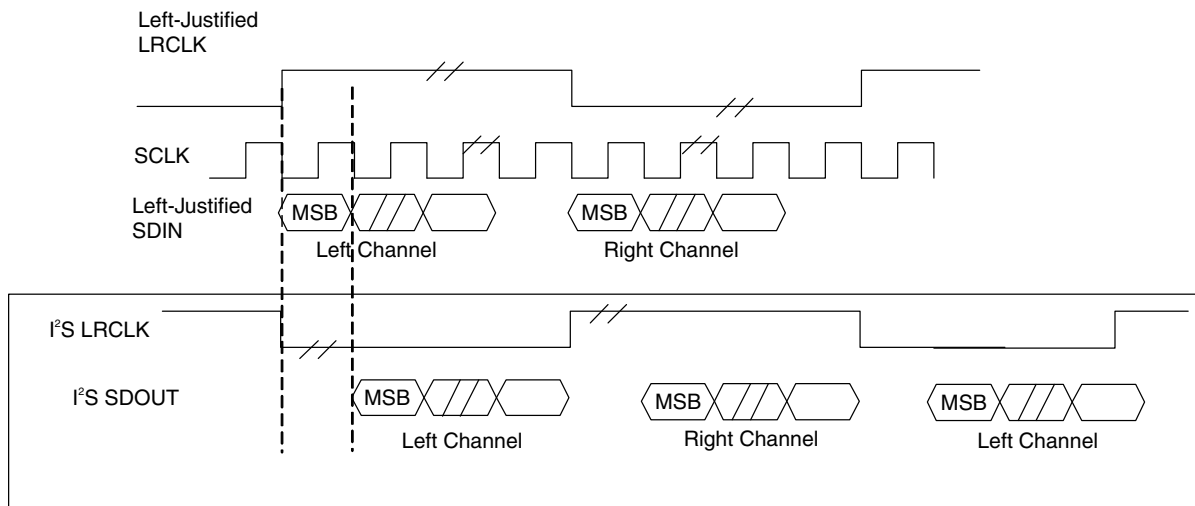 Left-Justified
LRCLK
SCLK
Left-Justified
SDIN
MSB
MSB
Left Channel
Right Channel
I²S LRCLK
I²S SDOUT
MSB
MSB
MSB
Left Channel
Right Channel
Left Channel